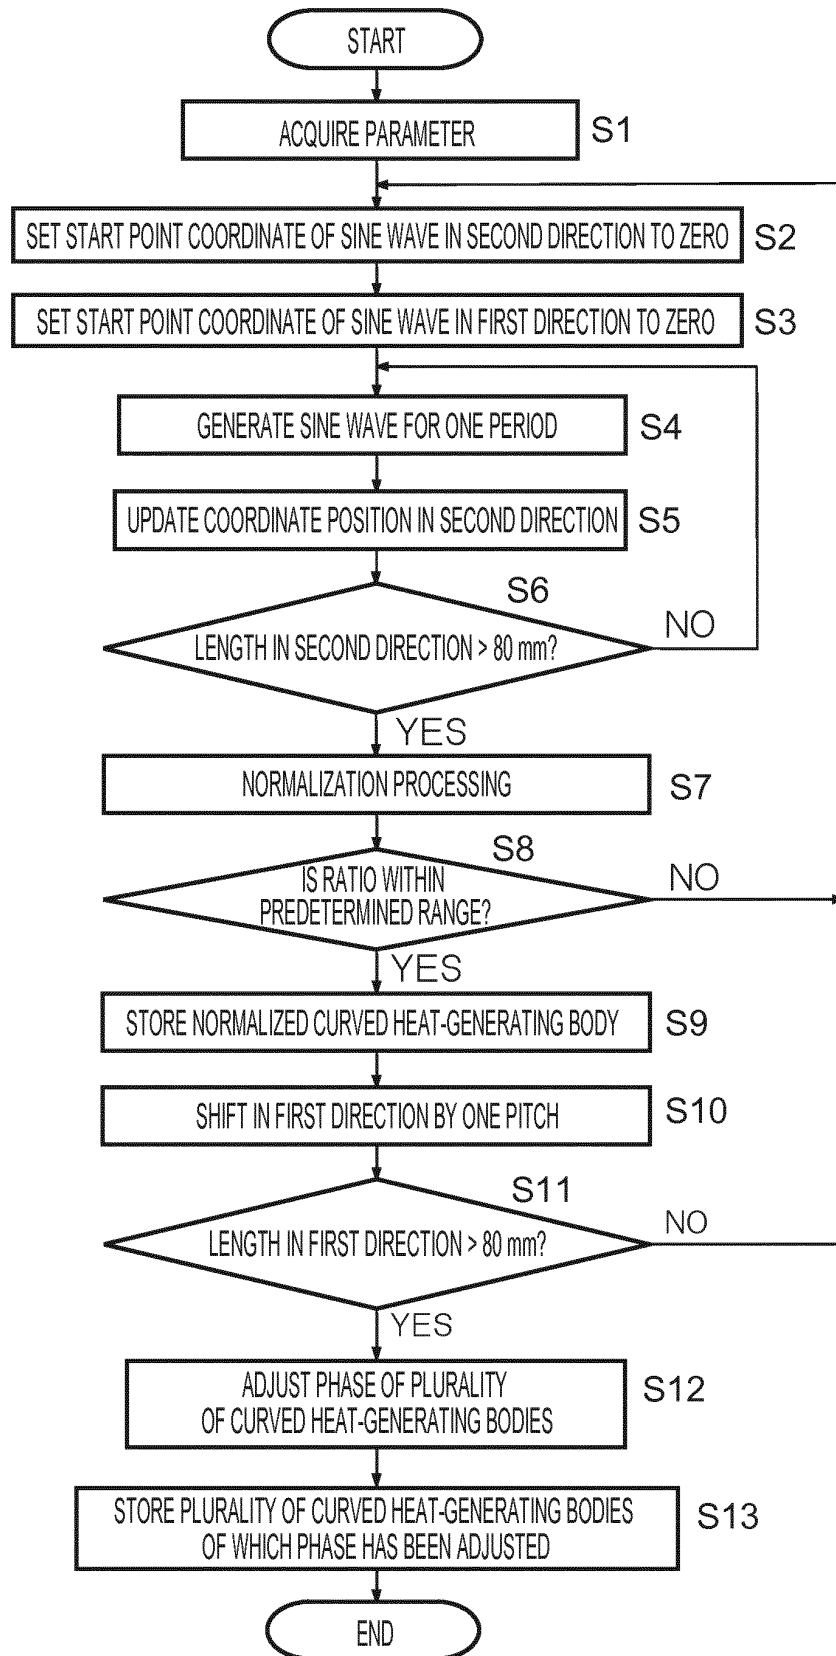 START
ACQUIRE PARAMETER
S1
SET START POINT COORDINATE OF SINE WAVE IN SECOND DIRECTION TO ZERO
S2
SET START POINT COORDINATE OF SINE WAVE IN FIRST DIRECTION TO ZERO
S3
GENERATE SINE WAVE FOR ONE PERIOD
S4
UPDATE COORDINATE POSITION IN SECOND DIRECTION
S5
S6
LENGTH IN SECOND DIRECTION > 80 mm?
NO
YES
NORMALIZATION PROCESSING
S7
S8
IS RATIO WITHIN
PREDETERMINED RANGE?
NO
YES
STORE NORMALIZED CURVED HEAT-GENERATING BODY
S9
SHIFT IN FIRST DIRECTION BY ONE PITCH
S10
S11
LENGTH IN FIRST DIRECTION > 80 mm?
NO
YES
ADJUST PHASE OF PLURALITY
OF CURVED HEAT-GENERATING BODIES
S12
STORE PLURALITY OF CURVED HEAT-GENERATING BODIES
OF WHICH PHASE HAS BEEN ADJUSTED
S13
END